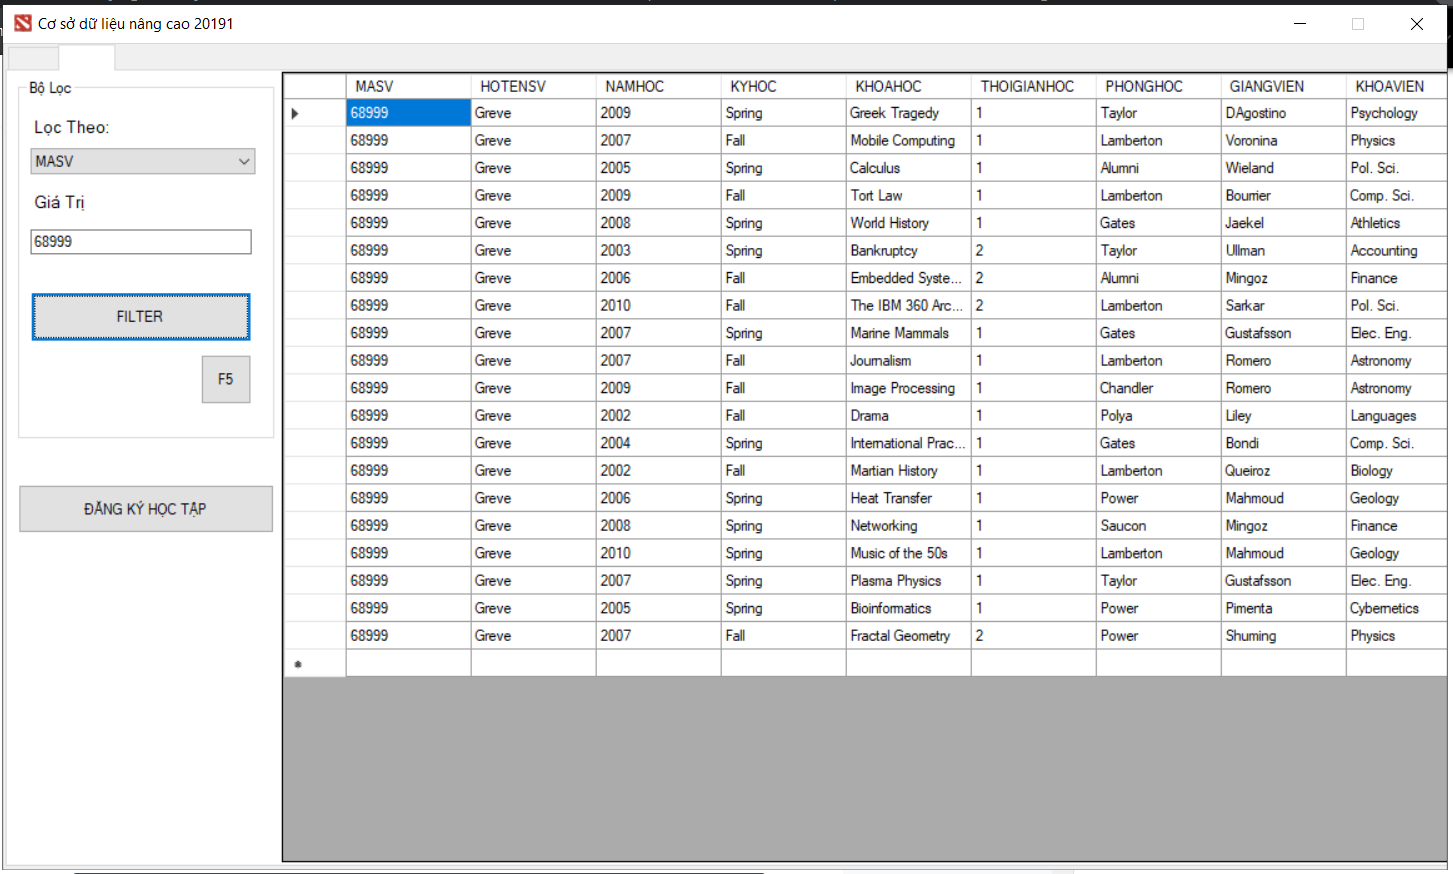 Cơ sở dữ liệu nâng cao 20191
Bộ Lọc
Lọc Theo:
MASV
Giá Trị
68999
FILTER
F5
ĐĂNG KÝ HỌC TẬP
MASV HOTENSV NAMHOC KYHOC KHOAHOC THOIGIANHOC PHONGHOC GIANGVIEN KHOAVIEN
68999 Greve 2009 Spring Greek Tragedy 1 Taylor DAgostino Psychology
68999 Greve 2007 Fall Mobile Computing 1 Lamberton Voronina Physics
68999 Greve 2005 Spring Calculus 1 Alumni Wieland Pol. Sci.
68999 Greve 2009 Fall Tort Law 1 Lamberton Bourrier Comp. Sci.
68999 Greve 2008 Spring World History 1 Gates Jaekel Athletics
68999 Greve 2003 Spring Bankruptcy 2 Taylor Ullman Accounting
68999 Greve 2006 Fall Embedded Syste... 2 Alumni Mingoz Finance
68999 Greve 2010 Fall The IBM 360 Arc... 2 Lamberton Sarkar Pol. Sci.
68999 Greve 2007 Spring Marine Mammals 1 Gates Gustafsson Elec. Eng.
68999 Greve 2007 Fall Journalism 1 Lamberton Romero Astronomy
68999 Greve 2009 Fall Image Processing 1 Chandler Romero Astronomy
68999 Greve 2002 Fall Drama 1 Polya Liley Languages
68999 Greve 2004 Spring International Prac... 1 Gates Bondi Comp. Sci.
68999 Greve 2002 Fall Martian History 1 Lamberton Queiroz Biology
68999 Greve 2006 Spring Heat Transfer 1 Power Mahmoud Geology
68999 Greve 2008 Spring Networking 1 Saucon Mingoz Finance
68999 Greve 2010 Spring Music of the 50s 1 Lamberton Mahmoud Geology
68999 Greve 2007 Spring Plasma Physics 1 Taylor Gustafsson Elec. Eng.
68999 Greve 2005 Spring Bioinformatics 1 Power Pimenta Cybernetics
68999 Greve 2007 Fall Fractal Geometry 2 Power Shuming Physics